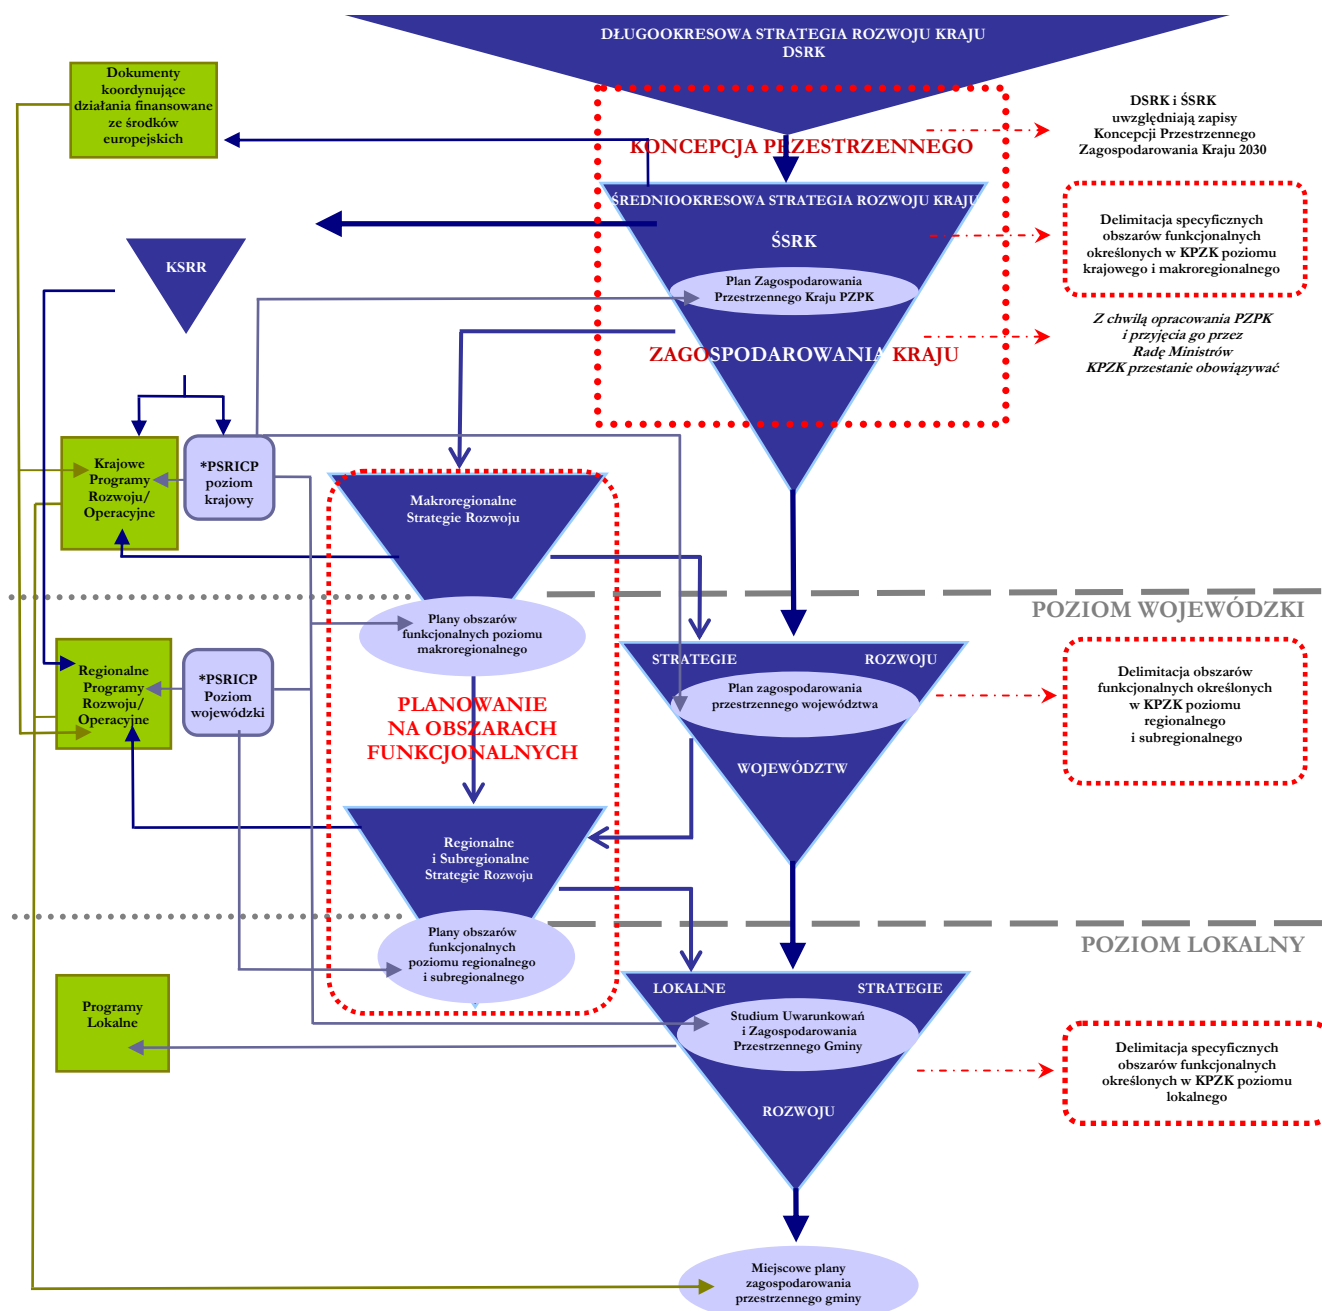 DŁUGOOKRESOWA STRATEGIA ROZWOJU KRAJU
DSRK
Dokumenty
koordynujące
działania finansowane
ze środków
europejskich
DSRK i ŚSRK
uwzględniają zapisy
Koncepcji Przestrzennego
Zagospodarowania Kraju 2030
KONCEPCJA PRZESTRZENNEGO
ŚREDNIOOKRESOWA STRATEGIA ROZWOJU KRAJU
ŚSRK
Delimitacja specyficznych
obszarów funkcjonalnych
określonych w KPZK poziomu
krajowego i makroregionalnego
KSRR
Plan Zagospodarowania
Przestrzennego Kraju PZPK
Z chwilą opracowania PZPK
i przyjęcia go przez
Radę Ministrów
KPZK przestanie obowiązywać
ZAGOSPODAROWANIA KRAJU
Krajowe
Programy
Rozwoju/
Operacyjne
*PSRICP
poziom
krajowy
Makroregionalne
Strategie Rozwoju
POZIOM WOJEWÓDZKI
Plany obszarów
funkcjonalnych poziomu
makroregionalnego
STRATEGIE ROZWOJU
Regionalne
Programy
Rozwoju/
Operacyjne
*PSRICP
Poziom
wojewódzki
Plan zagospodarowania
przestrzennego województwa
Delimitacja obszarów
funkcjonalnych określonych
w KPZK poziomu
regionalnego
i subregionalnego
PLANOWANIE
NA OBSZARACH
FUNKCJONALNYCH
WOJEWÓDZTW
Regionalne
i Subregionalne
Strategie Rozwoju
Plany obszarów
funkcjonalnych
poziomu regionalnego
i subregionalnego
POZIOM LOKALNY
LOKALNE STRATEGIE
Programy
Lokalne
Studium Uwarunkowań
i Zagospodarowania
Przestrzennego Gminy
Delimitacja specyficznych
obszarów funkcjonalnych
określonych w KPZK poziomu
lokalnego
ROZWOJU
Miejscowe plany
zagospodarowania
przestrzennego gminy